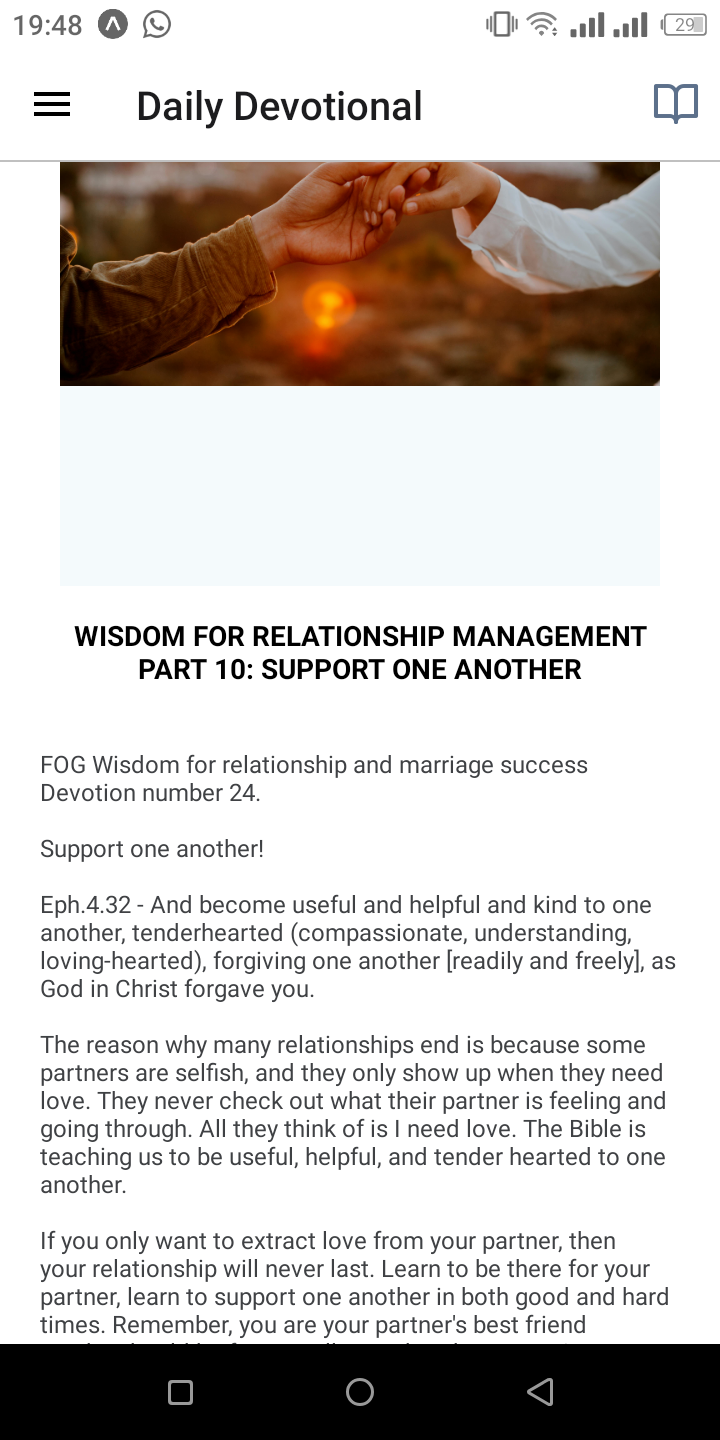 19:48
29
Daily Devotional
WISDOM FOR RELATIONSHIP MANAGEMENT
PART 10: SUPPORT ONE ANOTHER
FOG Wisdom for relationship and marriage success
Devotion number 24.
Support one another!
Eph.4.32 - And become useful and helpful and kind to one
another, tenderhearted (compassionate, understanding,
loving-hearted), forgiving one another [readily and freely], as
God in Christ forgave you.
The reason why many relationships end is because some
partners are selfish, and they only show up when they need
love. They never check out what their partner is feeling and
going through. All they think of is I need love. The Bible is
teaching us to be useful, helpful, and tender hearted to one
another.
If you only want to extract love from your partner, then
your relationship will never last. Learn to be there for your
partner, learn to support one another in both good and hard
times. Remember, you are your partner's best friend